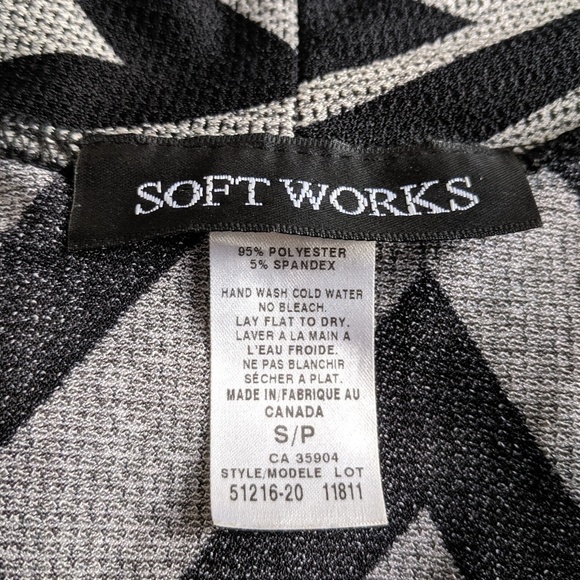 SOFT WORKS
95% POLYESTER
5% SPANDEX
HAND WASH COLD WATER
NO BLEACH.
LAY FLAT TO DRY.
LAVER A LA MAIN A
L'EAU FROIDE.
NE PAS BLANCHIR
SÉCHER A PLAT.
MADE IN/FABRIQUE AU
CANADA
S/P
CA 35904
STYLE/MODELE LOT
51216-20 11811